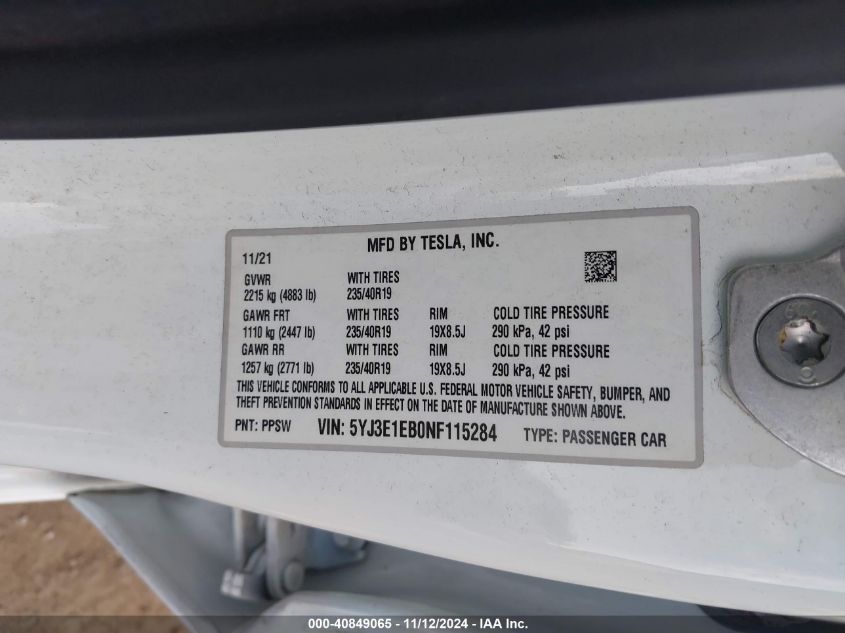 MFD BY TESLA, INC.
11/21
GVWR WITH TIRES
2215 kg (4883 lb) 235/40R19
GAWR FRT WITH TIRES RIM COLD TIRE PRESSURE
1110 kg (2447 lb) 235/40R19 19X8.5J 290 kPa, 42 psi
GAWR RR WITH TIRES RIM COLD TIRE PRESSURE
1257 kg (2771 lb) 235/40R19 19X8.5J 290 kPa, 42 psi
THIS VEHICLE CONFORMS TO ALL APPLICABLE U.S. FEDERAL MOTOR VEHICLE SAFETY, BUMPER, AND
THEFT PREVENTION STANDARDS IN EFFECT ON THE DATE OF MANUFACTURE SHOWN ABOVE.
PNT: PPSW VIN: 5YJ3E1EB0NF115284 TYPE: PASSENGER CAR
000-40849065 - 11/12/2024 - IAA Inc.